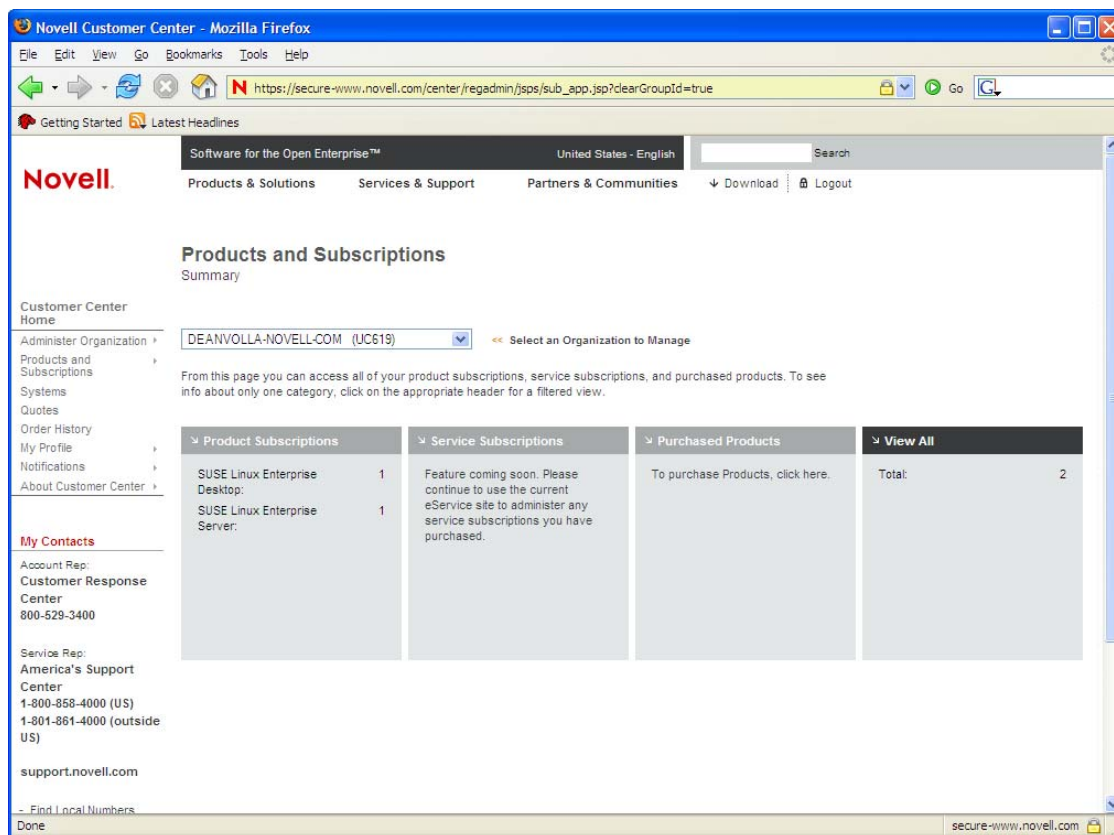 Novell Customer Center - Mozilla Firefox
File Edit View Go Bookmarks Tools Help
N https://secure-www.novell.com/center/regadmin/jsps/sub_app.jsp?clearGroupId=true Go G
Getting Started Latest Headlines
Novell.
Software for the Open Enterprise™ United States - English Search
Products & Solutions Services & Support Partners & Communities Download Logout
Products and Subscriptions
Summary
Customer Center
Home
Administer Organization
Products and
Subscriptions
Systems
Quotes
Order History
My Profile
Notifications
About Customer Center
DEANVOLLA-NOVELL-COM (UC619) << Select an Organization to Manage
From this page you can access all of your product subscriptions, service subscriptions, and purchased products. To see
info about only one category, click on the appropriate header for a filtered view.
Product Subscriptions
SUSE Linux Enterprise 1
Desktop:
SUSE Linux Enterprise 1
Server:
Service Subscriptions
Feature coming soon. Please
continue to use the current
eService site to administer any
service subscriptions you have
purchased.
Purchased Products
To purchase Products, click here.
View All
Total: 2
My Contacts
Account Rep:
Customer Response
Center
800-529-3400
Service Rep:
America's Support
Center
1-800-858-4000 (US)
1-801-861-4000 (outside
US)
support.novell.com
- Find Local Numbers
Done secure-www.novell.com